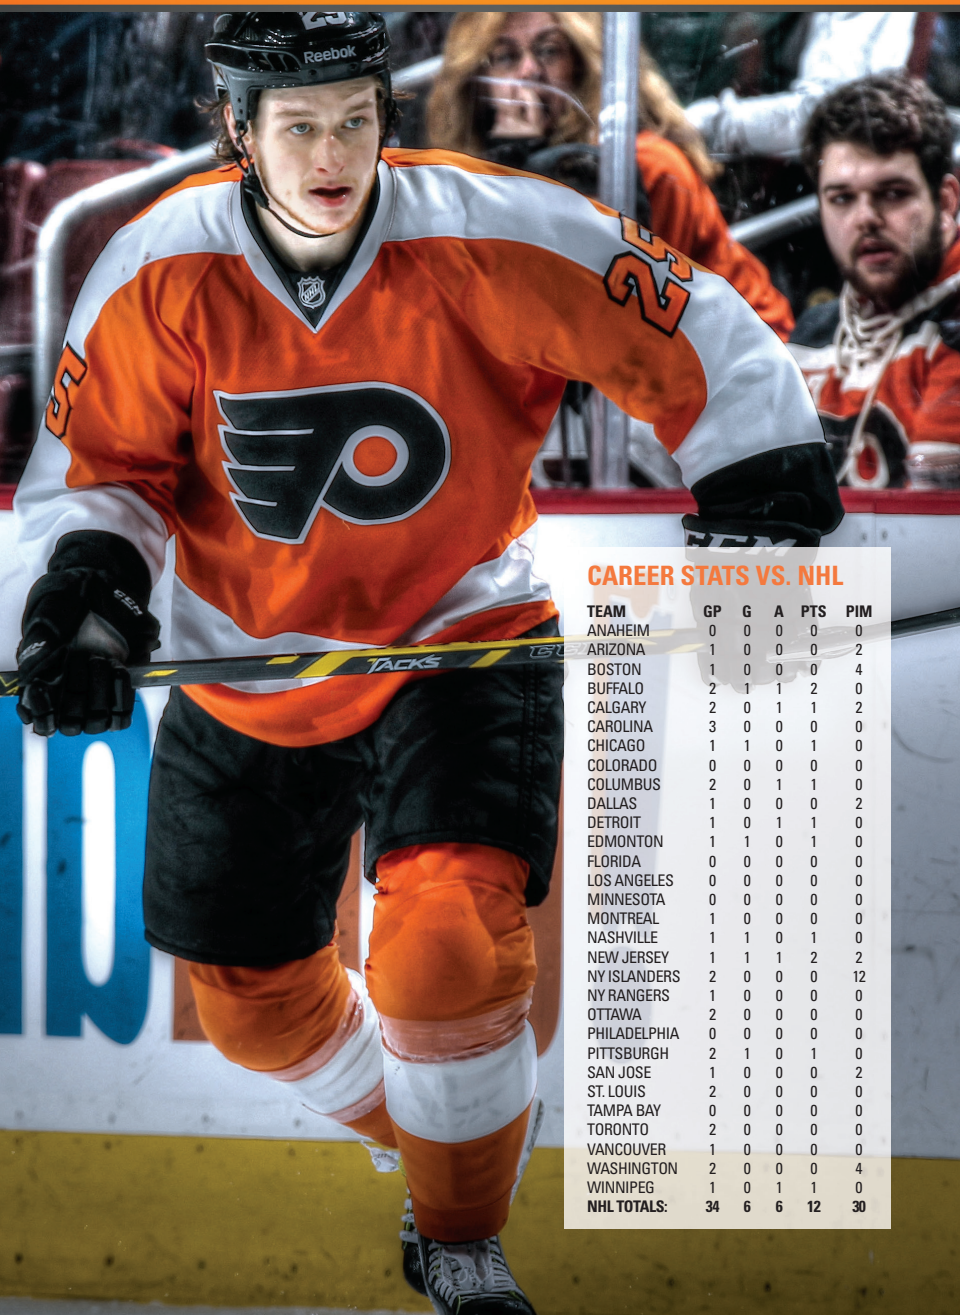 25
Reebok
NHL
25
5
CCM
CCM
TACKS
b
CAREER STATS VS. NHL
TEAM GP G A PTS PIM
ANAHEIM 0 0 0 0 0
ARIZONA 1 0 0 0 2
BOSTON 1 0 0 0 4
BUFFALO 2 1 1 2 0
CALGARY 2 0 1 1 2
CAROLINA 3 0 0 0 0
CHICAGO 1 1 0 1 0
COLORADO 0 0 0 0 0
COLUMBUS 2 0 1 1 0
DALLAS 1 0 0 0 2
DETROIT 1 0 1 1 0
EDMONTON 1 1 0 1 0
FLORIDA 0 0 0 0 0
LOS ANGELES 0 0 0 0 0
MINNESOTA 0 0 0 0 0
MONTREAL 1 0 0 0 0
NASHVILLE 1 1 0 1 0
NEW JERSEY 1 1 1 2 2
NY ISLANDERS 2 0 0 0 12
NY RANGERS 1 0 0 0 0
OTTAWA 2 0 0 0 0
PHILADELPHIA 0 0 0 0 0
PITTSBURGH 2 1 0 1 0
SAN JOSE 1 0 0 0 2
ST. LOUIS 2 0 0 0 0
TAMPA BAY 0 0 0 0 0
TORONTO 2 0 0 0 0
VANCOUVER 1 0 0 0 0
WASHINGTON 2 0 0 0 4
WINNIPEG 1 0 1 1 0
NHL TOTALS: 34 6 6 12 30